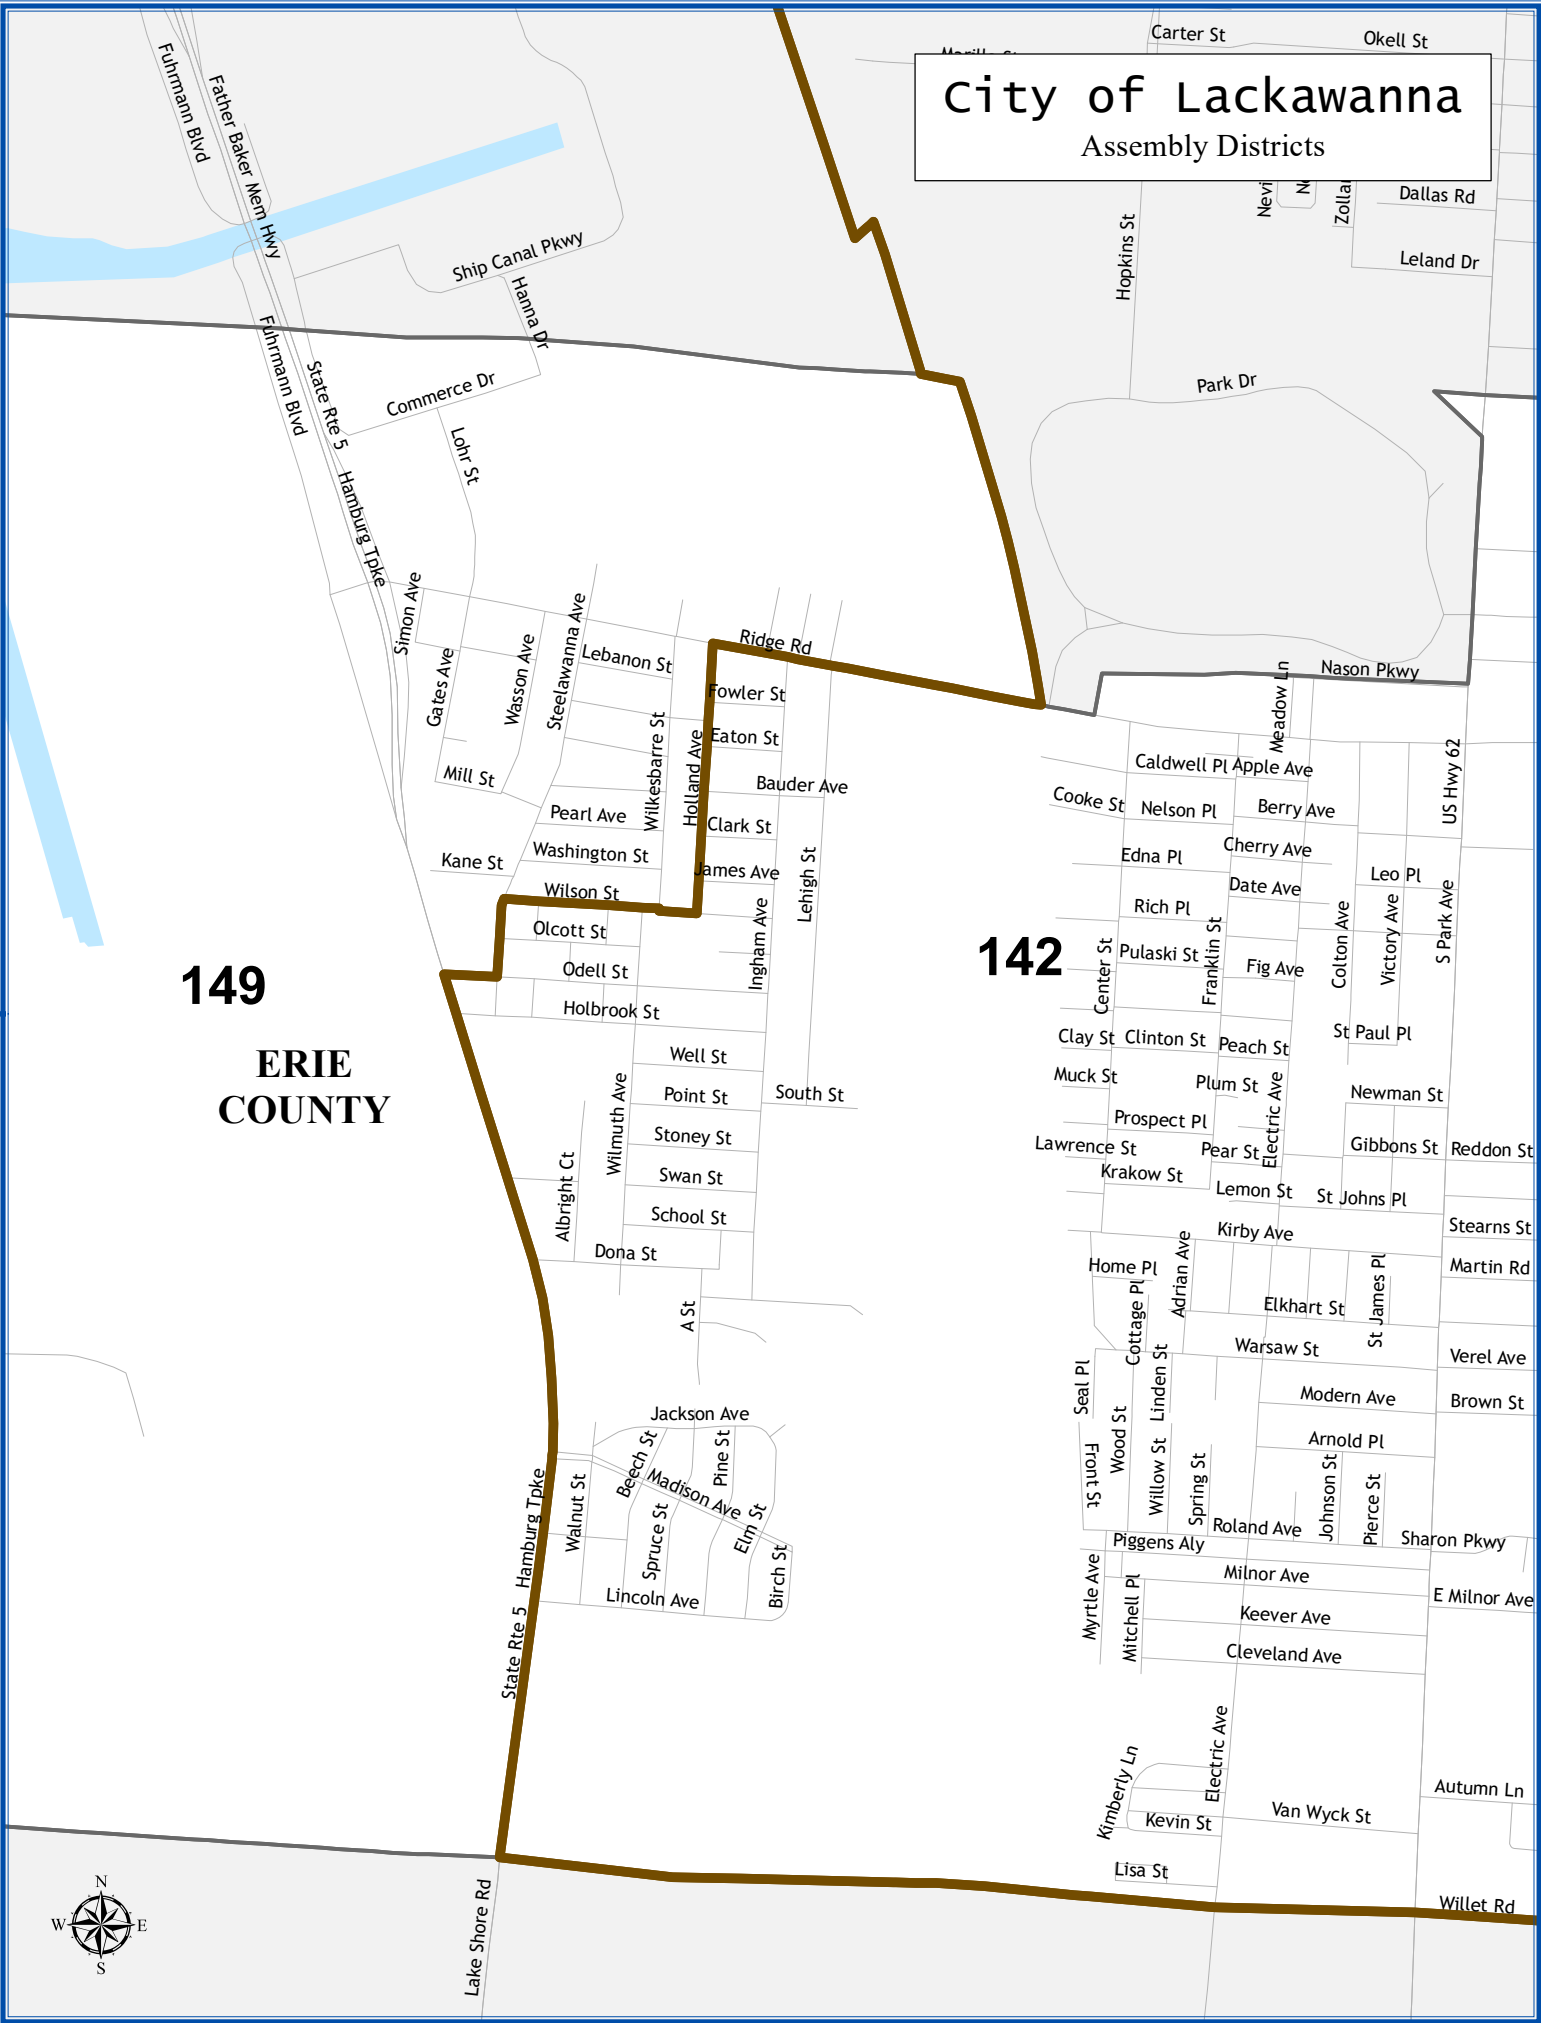 Carter St
Okell St
City of Lackawanna
Assembly Districts
Fuhrmann Blvd
Father Baker Mem Hwy
Dallas Rd
Leland Dr
Hopkins St
Ship Canal Pkwy
Hanna Dr
Fuhrmann Blvd
State Rte 5
Commerce Dr
Park Dr
Lohr St
Hamburg Tpke
Simon Ave
Gates Ave
Wasson Ave
Steelawanna Ave
Lebanon St
Ridge Rd
Nason Pkwy
Meadow Ln
Fowler St
Wilkesbarre St
Holland Ave
Eaton St
US Hwy 62
Mill St
Bauder Ave
Caldwell Pl
Apple Ave
Cooke St
Nelson Pl
Berry Ave
Pearl Ave
Clark St
Washington St
Kane St
Edna Pl
Cherry Ave
James Ave
Lehigh St
Leo Pl
Date Ave
Wilson St
Rich Pl
Olcott St
Ingham Ave
Colton Ave
Victory Ave
S Park Ave
142
Center St
Pulaski St
Franklin St
Fig Ave
149
Odell St
Holbrook St
ERIE
COUNTY
Clay St
Clinton St
Peach St
St Paul Pl
Well St
Muck St
Plum St
Electric Ave
Newman St
Point St
South St
Wilmuth Ave
Stoney St
Prospect Pl
Lawrence St
Pear St
Gibbons St
Reddon St
Albright Ct
Swan St
Krakow St
Lemon St
St Johns Pl
School St
Kirby Ave
Stearns St
Dona St
Home Pl
Adrian Ave
Martin Rd
A St
Cottage Pl
Elkhart St
St James Pl
Warsaw St
Verel Ave
Seal Pl
Linden St
Modern Ave
Brown St
Jackson Ave
Wood St
Arnold Pl
Front St
Willow St
Spring St
Johnson St
Pierce St
Beech St
Madison Ave
Pine St
Walnut St
Spruce St
Elm St
Birch St
Lincoln Ave
Roland Ave
Sharon Pkwy
Piggens Aly
Hamburg Tpke
State Rte 5
Myrtle Ave
Mitchell Pl
Milnor Ave
E Milnor Ave
Keever Ave
Cleveland Ave
Electric Ave
Kimberly Ln
Kevin St
Van Wyck St
Autumn Ln
Lisa St
Willet Rd
Lake Shore Rd
N
W E
S